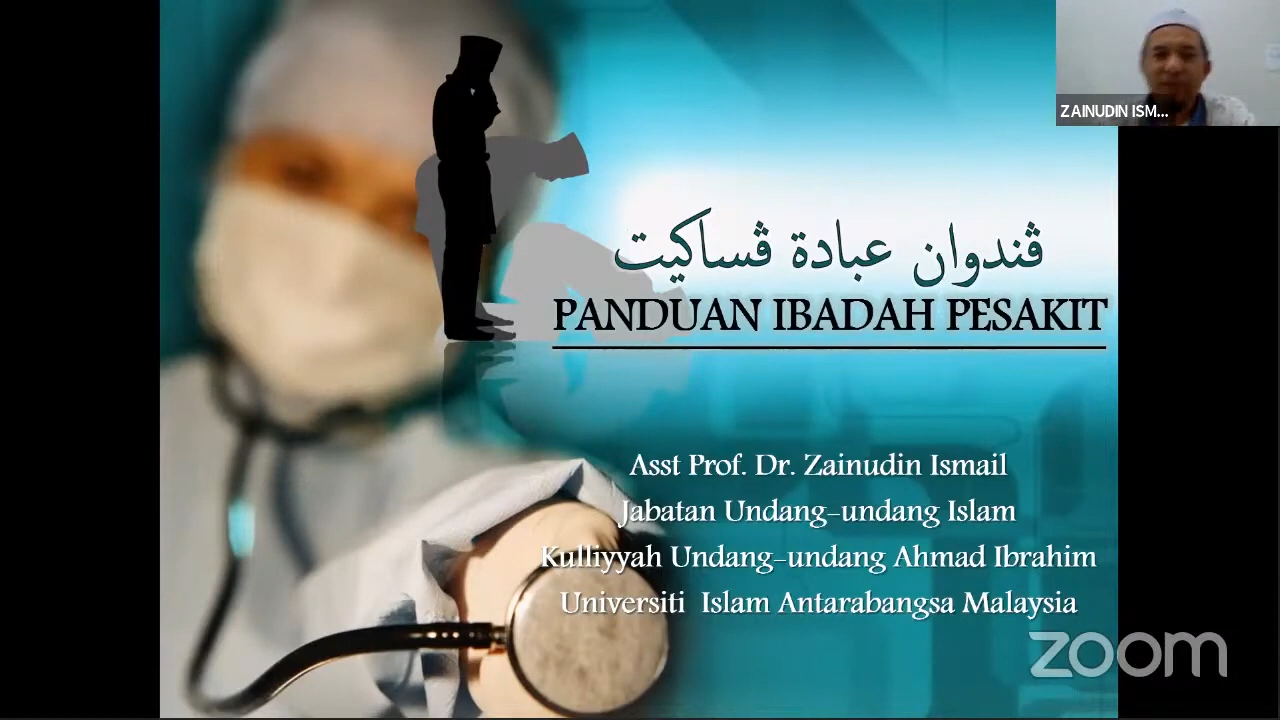 ZAINUDIN ISM...
ڤندوان عبادة ڤساكيت
PANDUAN IBADAH PESAKIT
Asst Prof. Dr. Zainudin Ismail
Jabatan Undang-undang Islam
Kulliyyah Undang-undang Ahmad Ibrahim
Universiti Islam Antarabangsa Malaysia
zoom